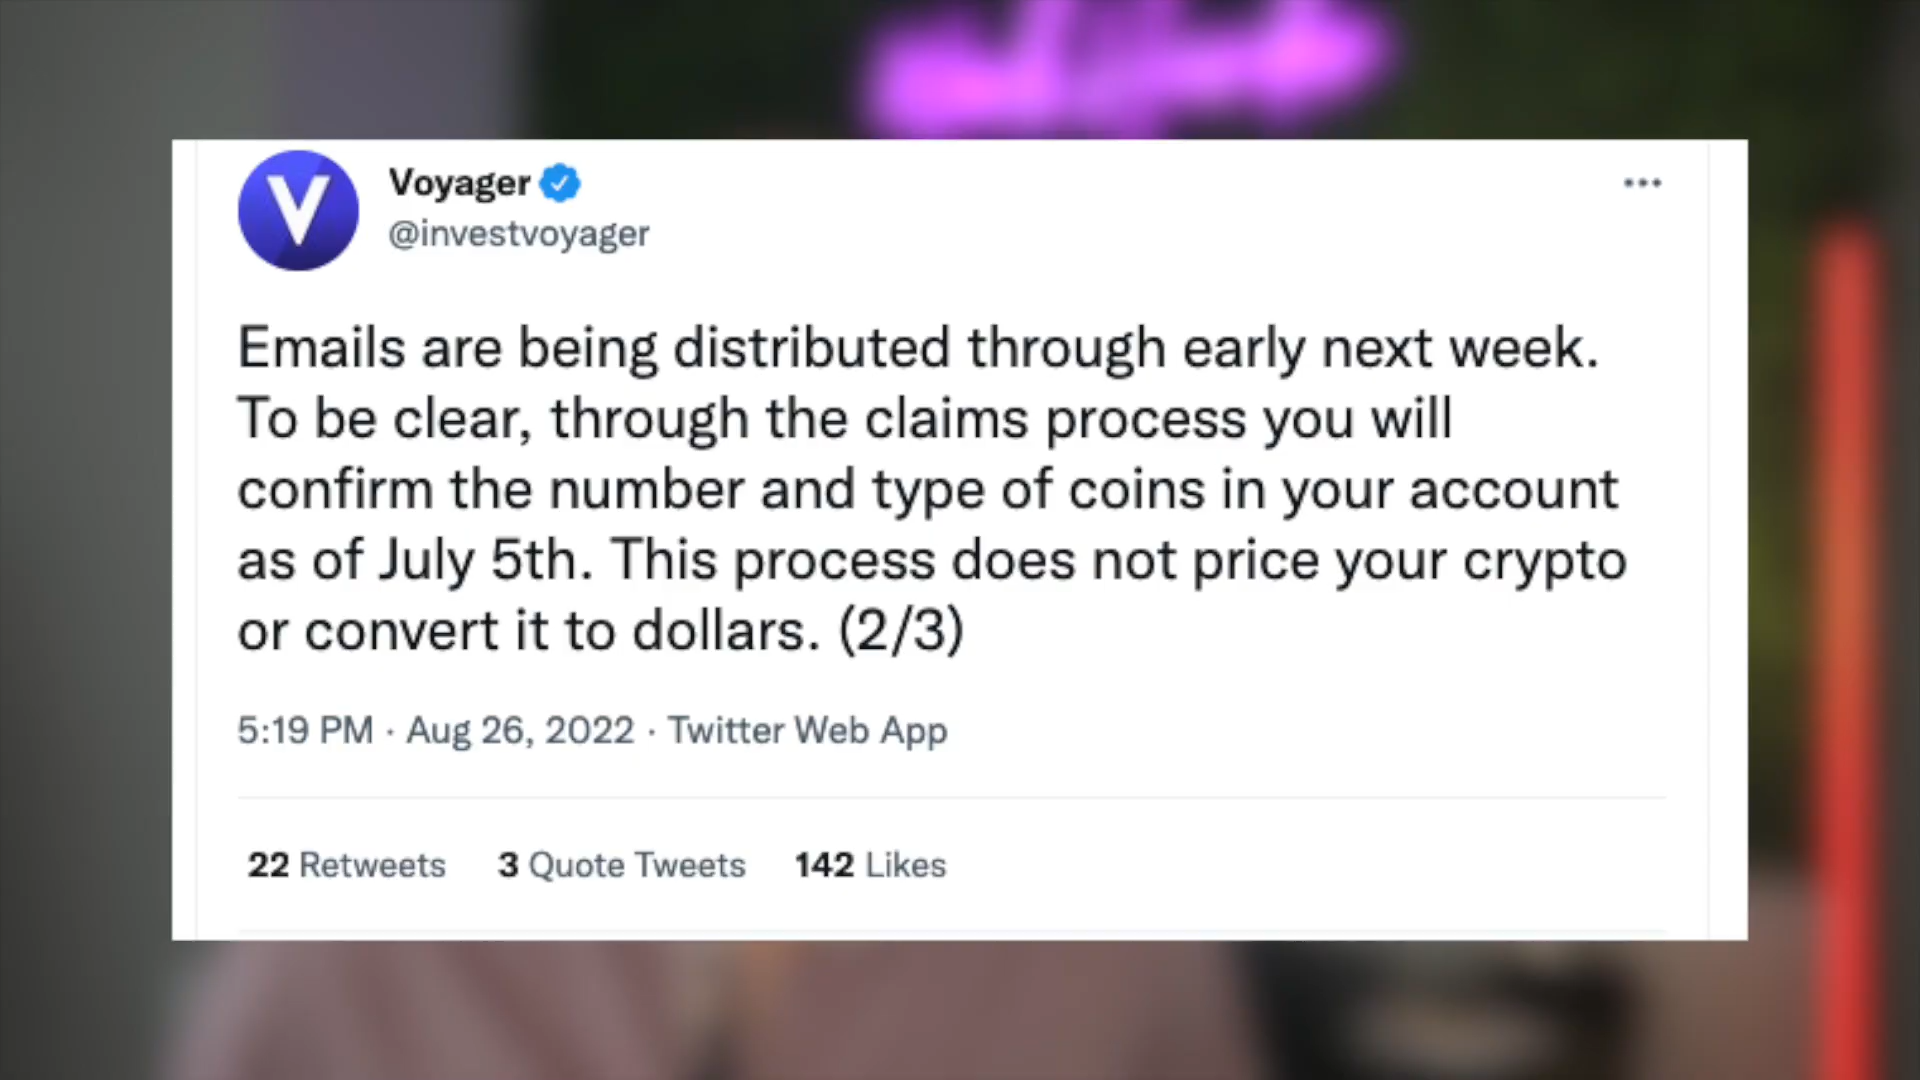 Voyager
@investvoyager
Emails are being distributed through early next week.
To be clear, through the claims process you will
confirm the number and type of coins in your account
as of July 5th. This process does not price your crypto
or convert it to dollars. (2/3)
5:19 PM · Aug 26, 2022 · Twitter Web App
22 Retweets 3 Quote Tweets 142 Likes